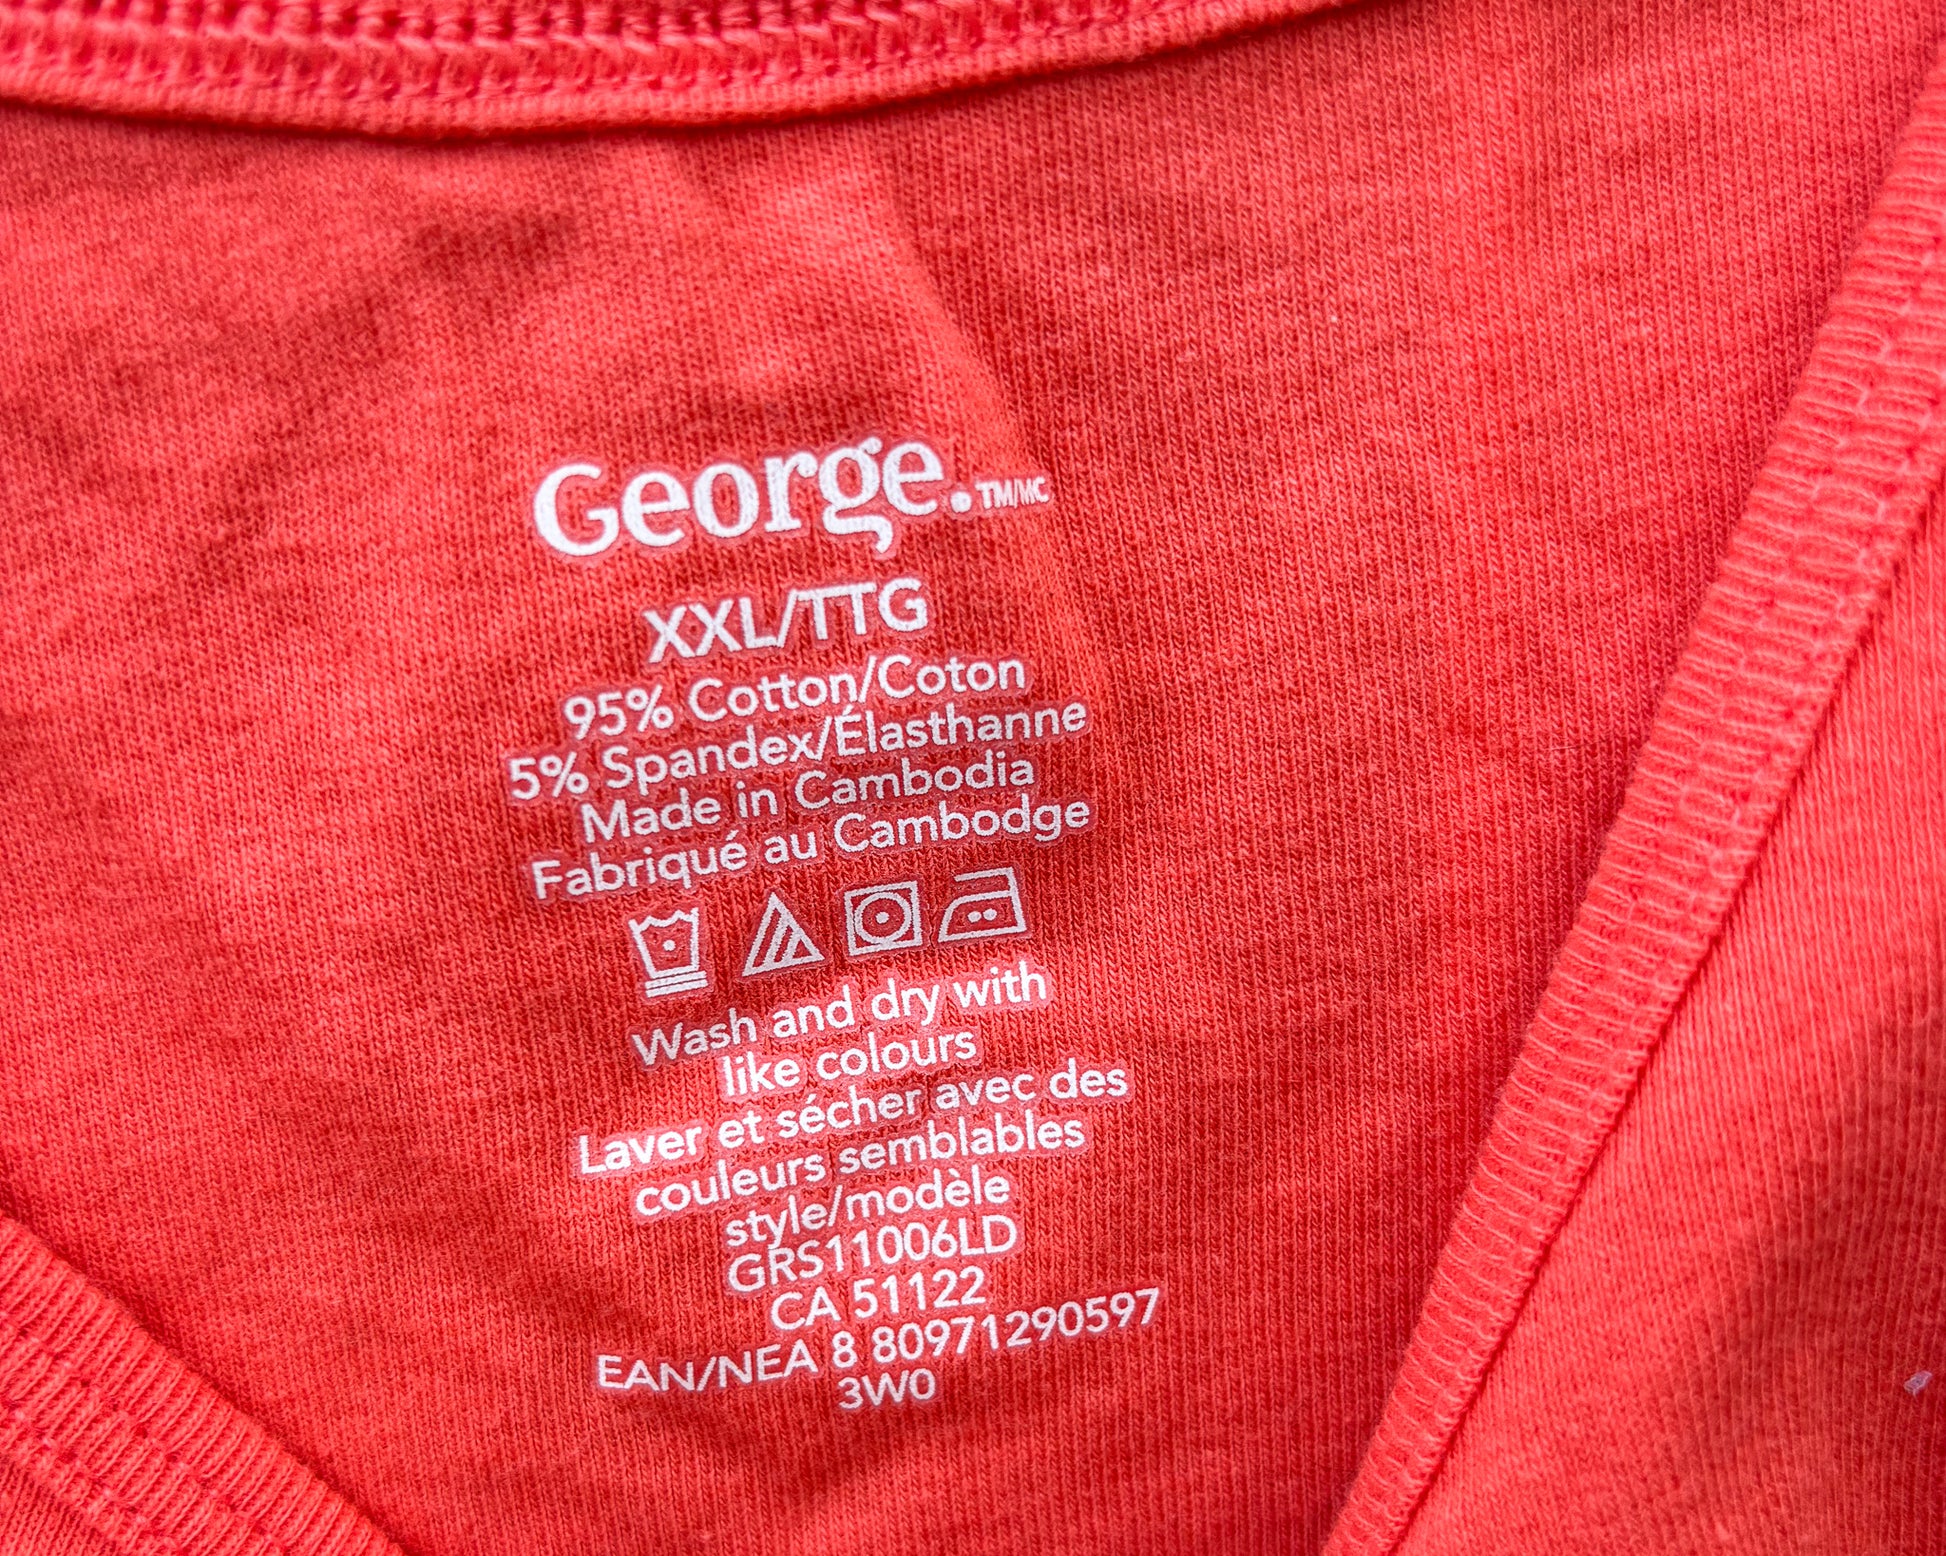 George.TM/MC
XXL/TTG
95% Cotton/Coton
5% Spandex/Élasthanne
Made in Cambodia
Fabriqué au Cambodge
Wash and dry with
like colours
Laver et sécher avec des
couleurs semblables
style/modèle
GRS11006LD
CA 51122
EAN/NEA 8 80971290597
3W0